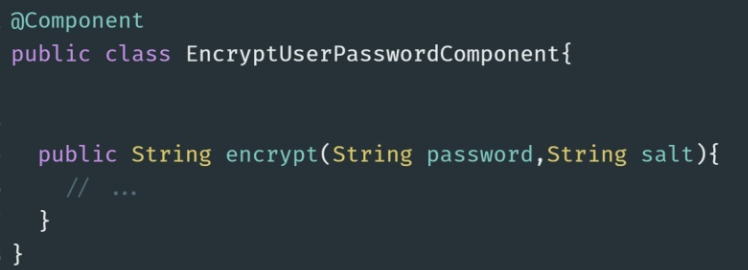 @Component
public class EncryptUserPasswordComponent{
public String encrypt(String password,String salt){
// ...
}
}